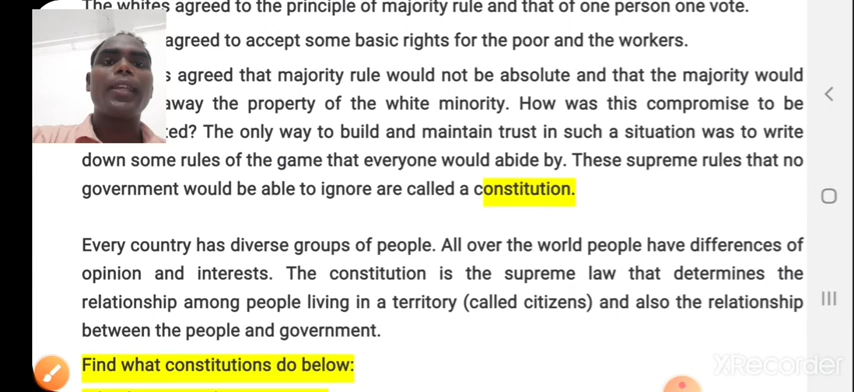 The whites agreed to the principle of majority rule and that of one person one vote.
agreed to accept some basic rights for the poor and the workers.
s agreed that majority rule would not be absolute and that the majority would
away the property of the white minority. How was this compromise to be
ted? The only way to build and maintain trust in such a situation was to write
down some rules of the game that everyone would abide by. These supreme rules that no
government would be able to ignore are called a constitution.
Every country has diverse groups of people. All over the world people have differences of
opinion and interests. The constitution is the supreme law that determines the
relationship among people living in a territory (called citizens) and also the relationship
between the people and government.
Find what constitutions do below:
XRecorder